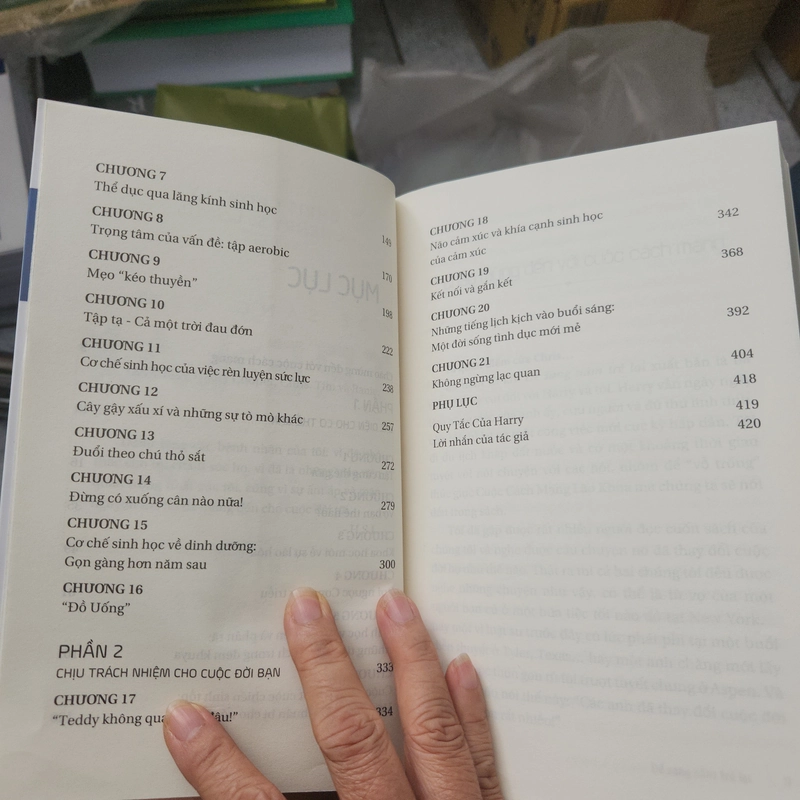 CHƯƠNG 7
Thể dục qua lăng kính sinh học 149
CHƯƠNG 8
Trọng tâm của vấn đề: tập aerobic 170
CHƯƠNG 9
Mẹo “kéo thuyền” 198
CHƯƠNG 10
Tập tạ - Cả một trời đau đớn 222
CHƯƠNG 11
Cơ chế sinh học của việc rèn luyện sức lực 238
CHƯƠNG 12
Cây gậy xấu xí và những sự tò mò khác 257
CHƯƠNG 13
Đuổi theo chú thỏ sắt 272
CHƯƠNG 14
Đừng có xuống cân nào nữa! 279
CHƯƠNG 15
Cơ chế sinh học về dinh dưỡng:
Gọn gàng hơn năm sau 300
CHƯƠNG 16
“Đồ Uống”
PHẦN 2
CHỊU TRÁCH NHIỆM CHO CUỘC ĐỜI BẠN 333
CHƯƠNG 17
“Teddy không đâu!” 334
CHƯƠNG 18
Não cảm xúc và khía cạnh sinh học 342
của cảm xúc
CHƯƠNG 19
Kết nối và gắn kết 368
CHƯƠNG 20
Những tiếng lịch kịch vào buổi sáng:
Một đời sống tình dục mới mẻ 392
CHƯƠNG 21
Không ngừng lạc quan 404
PHỤ LỤC 418
Quy Tắc Của Harry 419
Lời nhắn của tác giả 420
MỤC LỤC